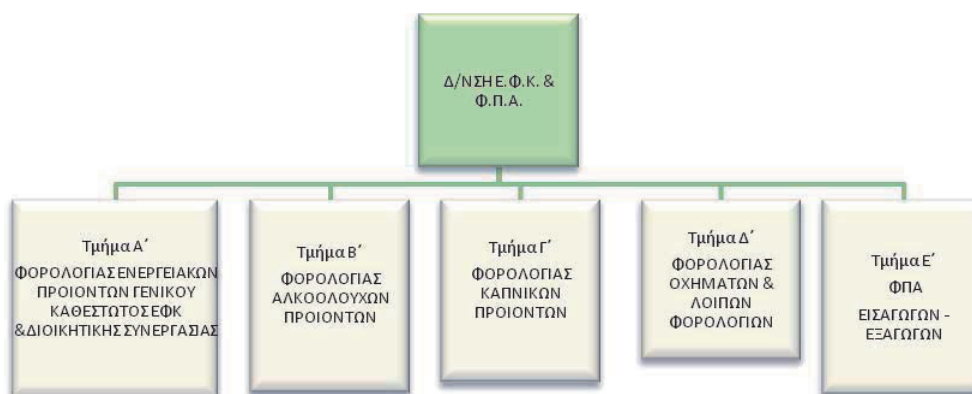 Δ/ΝΣΗ Ε.Φ.Κ. &
Φ.Π.Α.
Τμήμα Α΄
ΦΟΡΟΛΟΓΙΑΣ ΕΝΕΡΓΕΙΑΚΩΝ
ΠΡΟΙΟΝΤΩΝ ΓΕΝΙΚΟΥ
ΚΑΘΕΣΤΩΤΟΣ ΕΦΚ
&ΔΙΟΙΚΗΤΙΚΗΣ ΣΥΝΕΡΓΑΣΙΑΣ
Τμήμα Β΄
ΦΟΡΟΛΟΓΙΑΣ
ΑΛΚΟΟΛΟΥΧΩΝ
ΠΡΟΙΟΝΤΩΝ
Τμήμα Γ΄
ΦΟΡΟΛΟΓΙΑΣ
ΚΑΠΝΙΚΩΝ
ΠΡΟΙΟΝΤΩΝ
Τμήμα Δ΄
ΦΟΡΟΛΟΓΙΑΣ
ΟΧΗΜΑΤΩΝ &
ΛΟΙΠΩΝ
ΦΟΡΟΛΟΓΙΩΝ
Τμήμα Ε΄
ΦΠΑ
ΕΙΣΑΓΩΓΩΝ -
ΕΞΑΓΩΓΩΝ